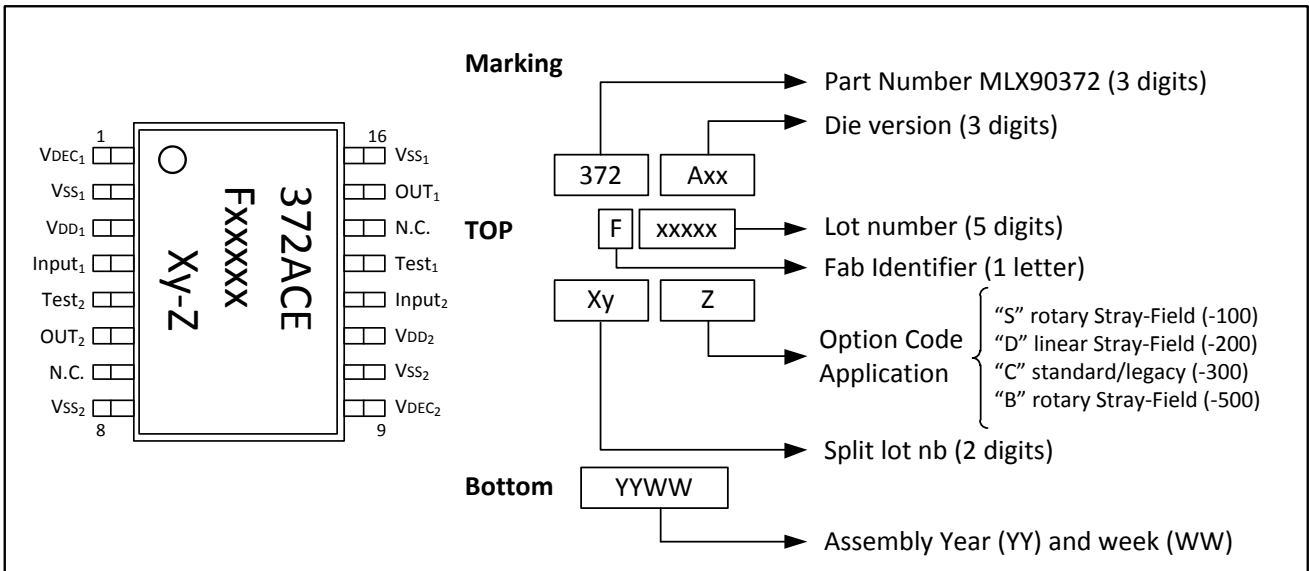 1
VDEC1
VSS1
VDD1
Input1
Test2
OUT2
N.C.
VSS2
8
372ACE
Fxxxxx
Xy-Z
16
VSS1
OUT1
N.C.
Test1
Input2
VDD2
VSS2
VDEC2
9
Marking
Part Number MLX90372 (3 digits)
Die version (3 digits)
372 Axx
TOP
F xxxxx
Lot number (5 digits)
Fab Identifier (1 letter)
Xy Z
Option Code
Application
“S” rotary Stray-Field (-100)
“D” linear Stray-Field (-200)
“C” standard/legacy (-300)
“B” rotary Stray-Field (-500)
Split lot nb (2 digits)
Bottom
YYWW
Assembly Year (YY) and week (WW)